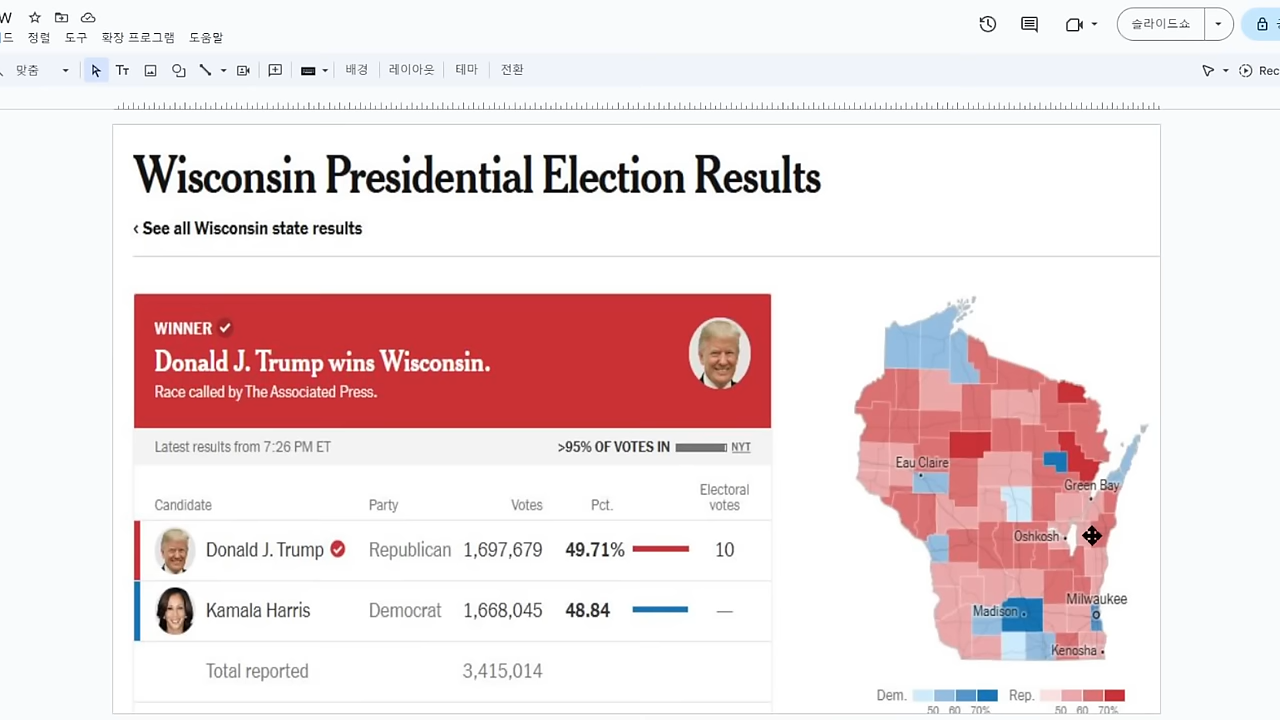 W
드 정렬 도구 확장 프로그램 도움말
슬라이드쇼
맞춤 Tт 배경 레이아웃 테마 전환 Rec
Wisconsin Presidential Election Results
‹ See all Wisconsin state results
WINNER
Donald J. Trump wins Wisconsin.
Race called by The Associated Press.
Latest results from 7:26 PM ET >95% OF VOTES IN NYT
Candidate Party Votes Pct. Electoral votes
Donald J. Trump Republican 1,697,679 49.71% 10
Kamala Harris Democrat 1,668,045 48.84 —
Total reported 3,415,014
Eau Claire
Green Bay
Oshkosh
Milwaukee
Madison
Kenosha
Dem. Rep.
50 60 70% 50 60 70%